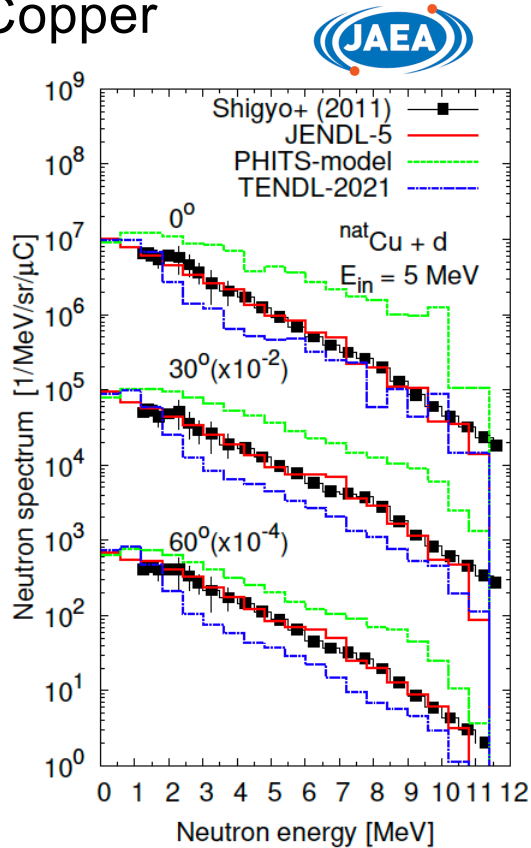 Copper
JAEA
Shigyo+ (2011)
JENDL-5
PHITS-model
TENDL-2021
0°
natCu + d
Ein = 5 MeV
30°(x10-2)
60°(x10-4)
Neutron spectrum [1/MeV/sr/μC]
10⁹
10⁸
10⁷
10⁶
10⁵
10⁴
10³
10²
10¹
10⁰
0 1 2 3 4 5 6 7 8 9 10 11 12
Neutron energy [MeV]